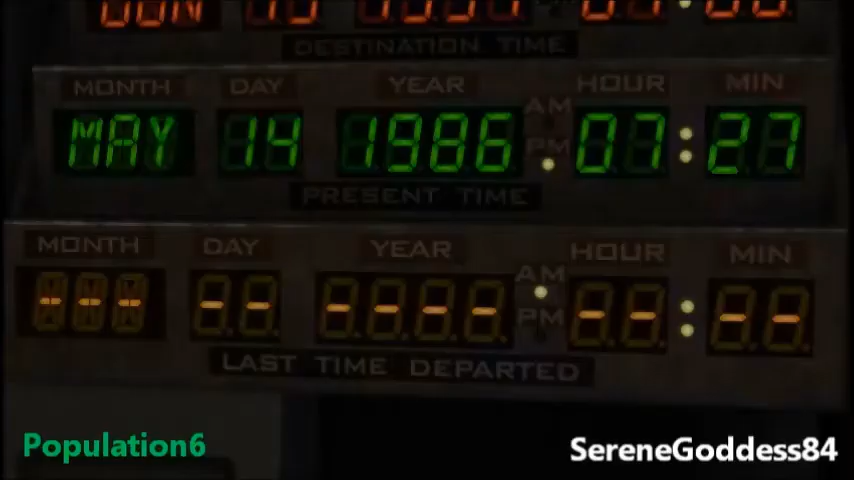 DESTINATION TIME
MONTH DAY YEAR HOUR MIN
AM
MAY 14 1986 07:27
PM
PRESENT TIME
MONTH DAY YEAR HOUR MIN
AM
PM
LAST TIME DEPARTED
Population6 SereneGoddess84